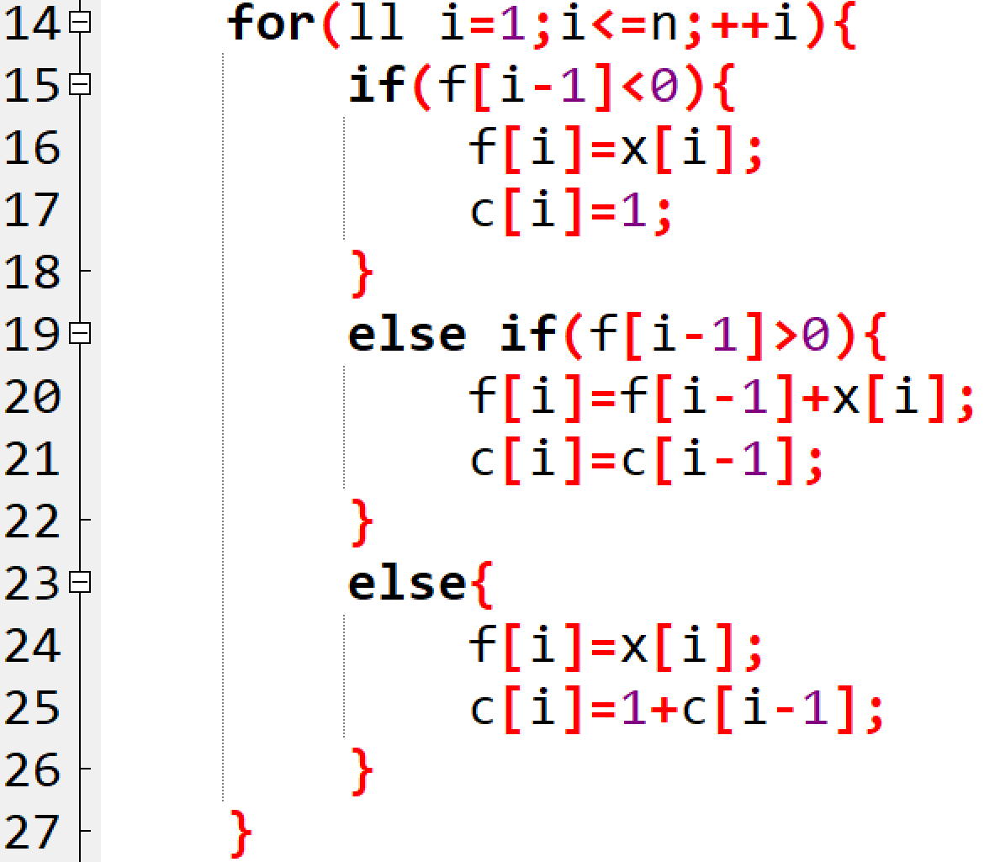 14 for(ll i=1;i<=n;++i){
15 if(f[i-1]<0){
16 f[i]=x[i];
17 c[i]=1;
18 }
19 else if(f[i-1]>0){
20 f[i]=f[i-1]+x[i];
21 c[i]=c[i-1];
22 }
23 else{
24 f[i]=x[i];
25 c[i]=1+c[i-1];
26 }
27 }